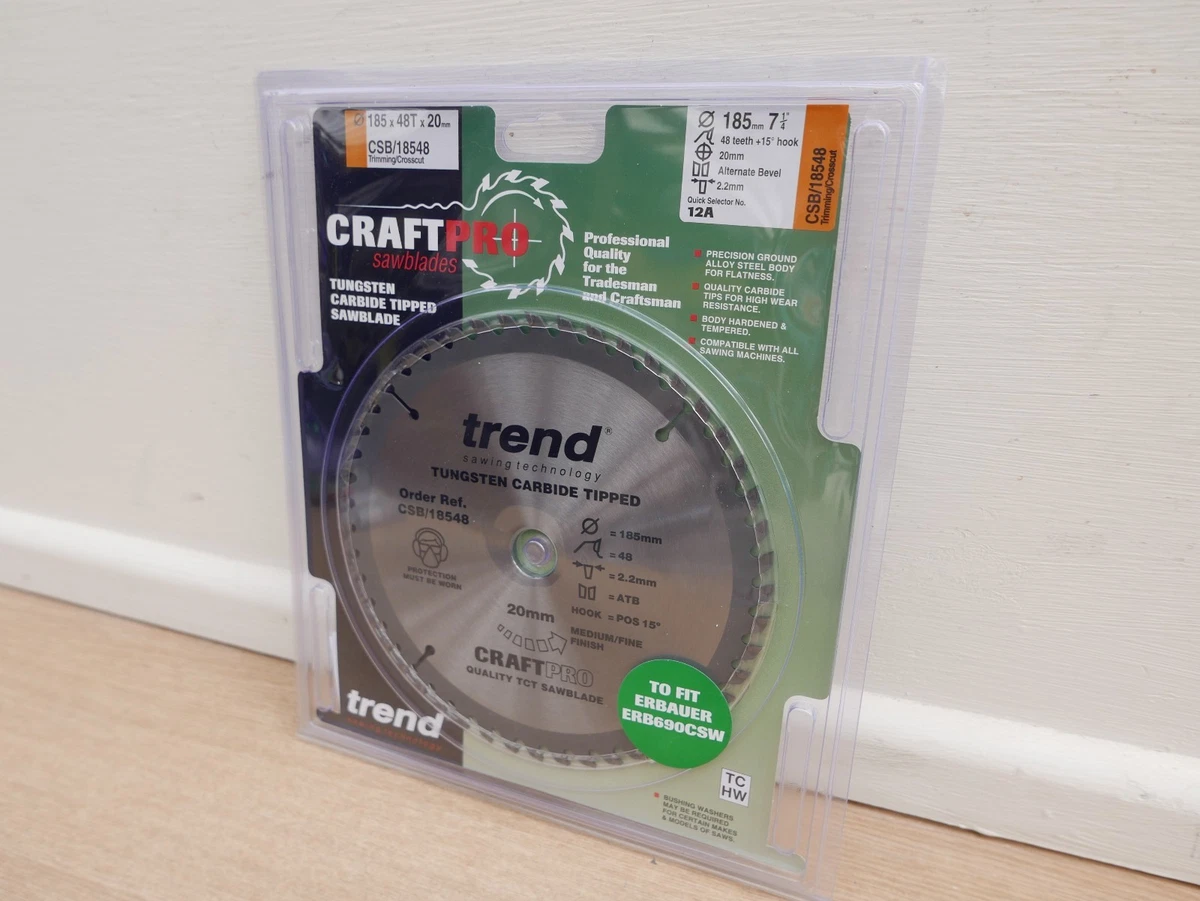 Ø 185 x 48T x 20mm
CSB/18548
Trimming/Crosscut
Ø 185mm 7 1/4"
48 teeth +15° hook
20mm
Alternate Bevel
2.2mm
Quick Selector No.
12A
CSB/18548
Trimming/Crosscut
CRAFTPRO
sawblades
TUNGSTEN
CARBIDE TIPPED
SAWBLADE
Professional
Quality
for the
Tradesman
and Craftsman
PRECISION GROUND
ALLOY STEEL BODY
FOR FLATNESS.
QUALITY CARBIDE
TIPS FOR HIGH WEAR
RESISTANCE.
BODY HARDENED &
TEMPERED.
COMPATIBLE WITH ALL
SAWING MACHINES.
trend®
sawing technology
TUNGSTEN CARBIDE TIPPED
Order Ref.
CSB/18548
PROTECTION
MUST BE WORN
Ø = 185mm
= 48
= 2.2mm
= ATB
HOOK = POS 15°
20mm
MEDIUM/FINE
FINISH
CRAFTPRO
QUALITY TCT SAWBLADE
TO FIT
ERBAUER
ERB690CSW
trend
TC
HW
BUSHING WASHERS
MAY BE REQUIRED
FOR CERTAIN MAKES
& MODELS OF SAWS.